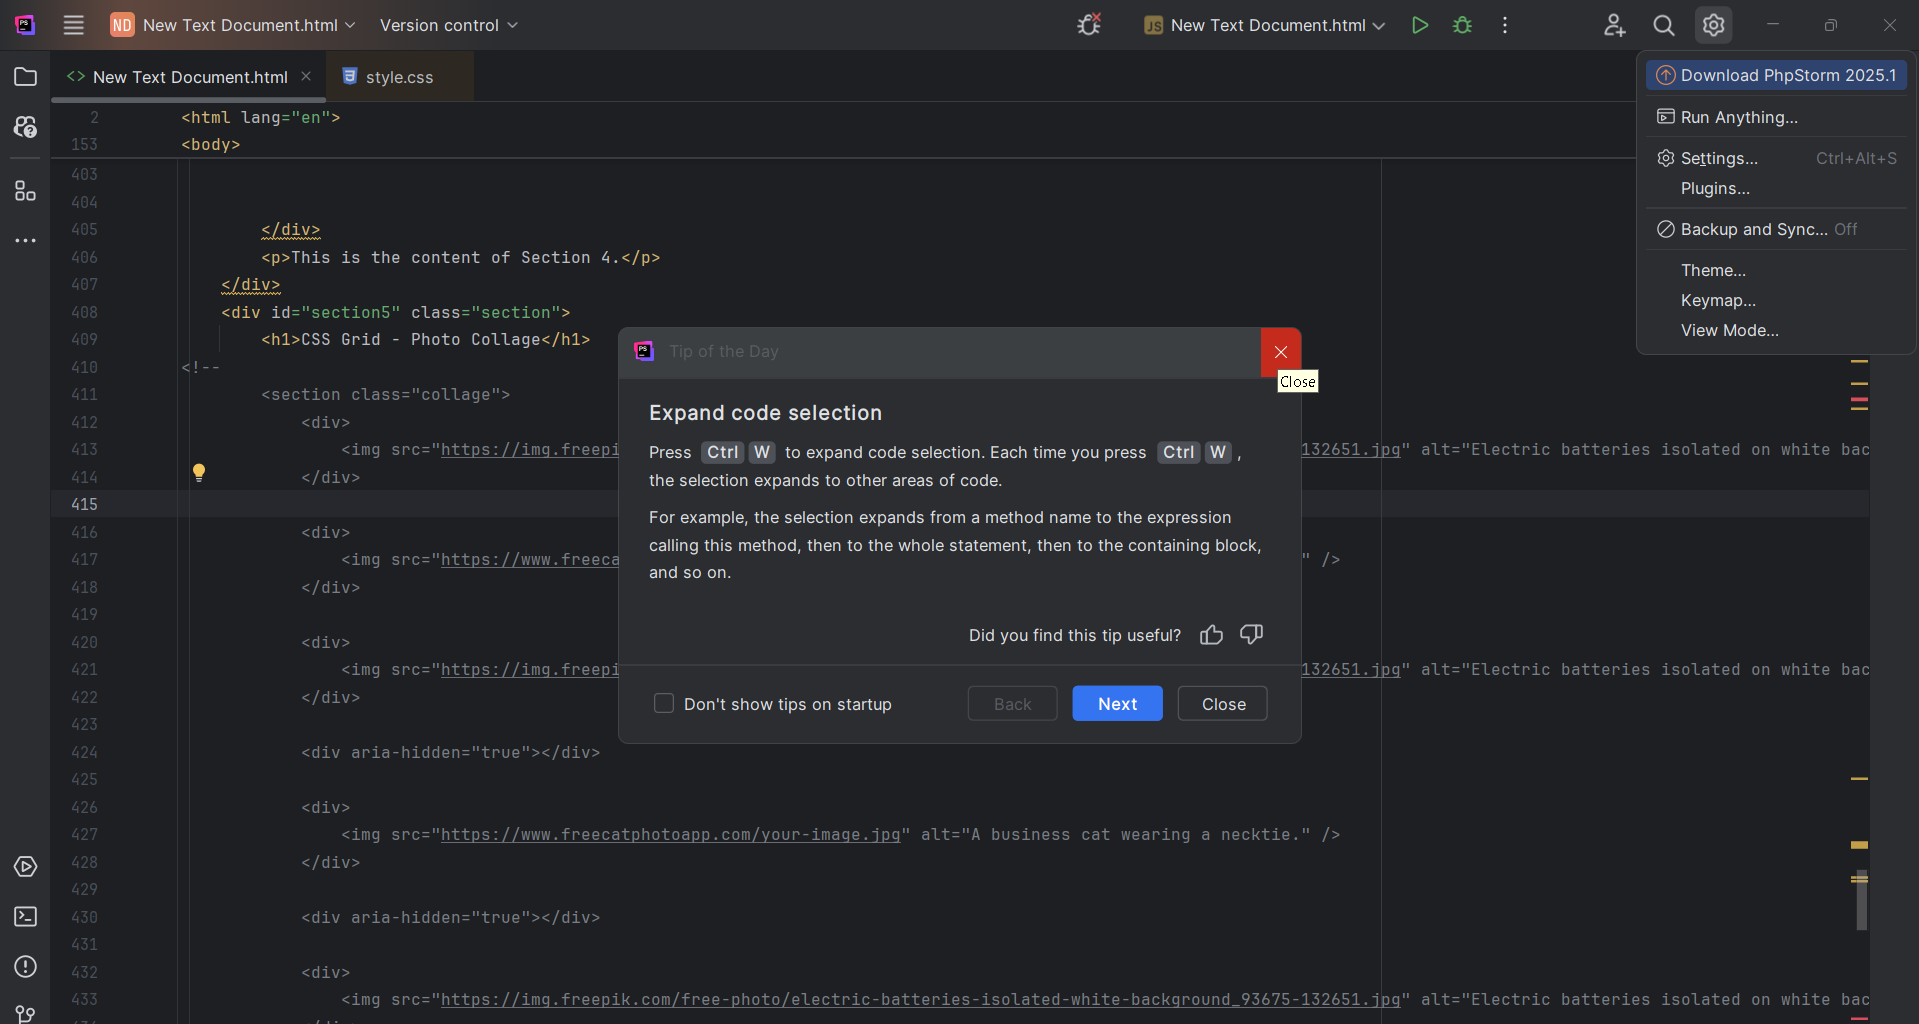 PS
ND New Text Document.html
Version control
JS New Text Document.html
<> New Text Document.html
style.css
Download PhpStorm 2025.1
Run Anything...
Settings... Ctrl+Alt+S
Plugins...
Backup and Sync... Off
Theme...
Keymap...
View Mode...
2 <html lang="en">
153 <body>
403
404
405 </div>
406 <p>This is the content of Section 4.</p>
407 </div>
408 <div id="section5" class="section">
409 <h1>CSS Grid - Photo Collage</h1>
410 <!--
411 <section class="collage">
412 <div>
413 <img src="https://img.freepi
132651.jpg" alt="Electric batteries isolated on white bac
414 </div>
415
416 <div>
417 <img src="https://www.freeca
" />
418 </div>
419
420 <div>
421 <img src="https://img.freepi
132651.jpg" alt="Electric batteries isolated on white bac
422 </div>
423
424 <div aria-hidden="true"></div>
425
426 <div>
427 <img src="https://www.freecatphotoapp.com/your-image.jpg" alt="A business cat wearing a necktie." />
428 </div>
429
430 <div aria-hidden="true"></div>
431
432 <div>
433 <img src="https://img.freepik.com/free-photo/electric-batteries-isolated-white-background_93675-132651.jpg" alt="Electric batteries isolated on white bac
PS Tip of the Day
Close
Expand code selection
Press Ctrl W to expand code selection. Each time you press Ctrl W ,
the selection expands to other areas of code.
For example, the selection expands from a method name to the expression
calling this method, then to the whole statement, then to the containing block,
and so on.
Did you find this tip useful?
Don't show tips on startup
Back
Next
Close